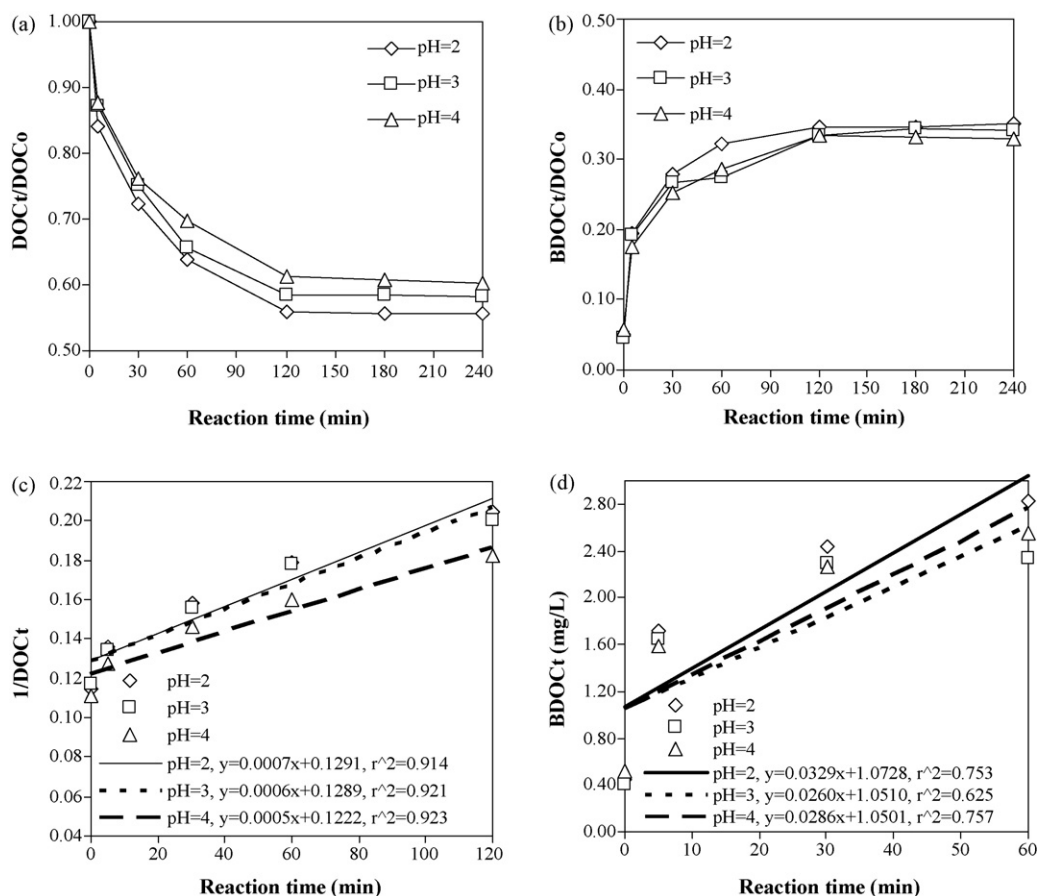 (a)
1.00
0.90
0.80
0.70
0.60
0.50
DOCt/DOCo
pH=2
pH=3
pH=4
0 30 60 90 120 150 180 210 240
Reaction time (min)
(b)
0.50
0.40
0.30
0.20
0.10
0.00
BDOCt/DOCo
pH=2
pH=3
pH=4
0 30 60 90 120 150 180 210 240
Reaction time (min)
(c)
0.22
0.20
0.18
0.16
0.14
0.12
0.10
0.08
0.06
0.04
1/DOCt
pH=2
pH=3
pH=4
pH=2, y=0.0007x+0.1291, r^2=0.914
pH=3, y=0.0006x+0.1289, r^2=0.921
pH=4, y=0.0005x+0.1222, r^2=0.923
0 20 40 60 80 100 120
Reaction time (min)
(d)
2.80
2.40
2.00
1.60
1.20
0.80
0.40
0.00
BDOCt (mg/L)
pH=2
pH=3
pH=4
pH=2, y=0.0329x+1.0728, r^2=0.753
pH=3, y=0.0260x+1.0510, r^2=0.625
pH=4, y=0.0286x+1.0501, r^2=0.757
0 10 20 30 40 50 60
Reaction time (min)